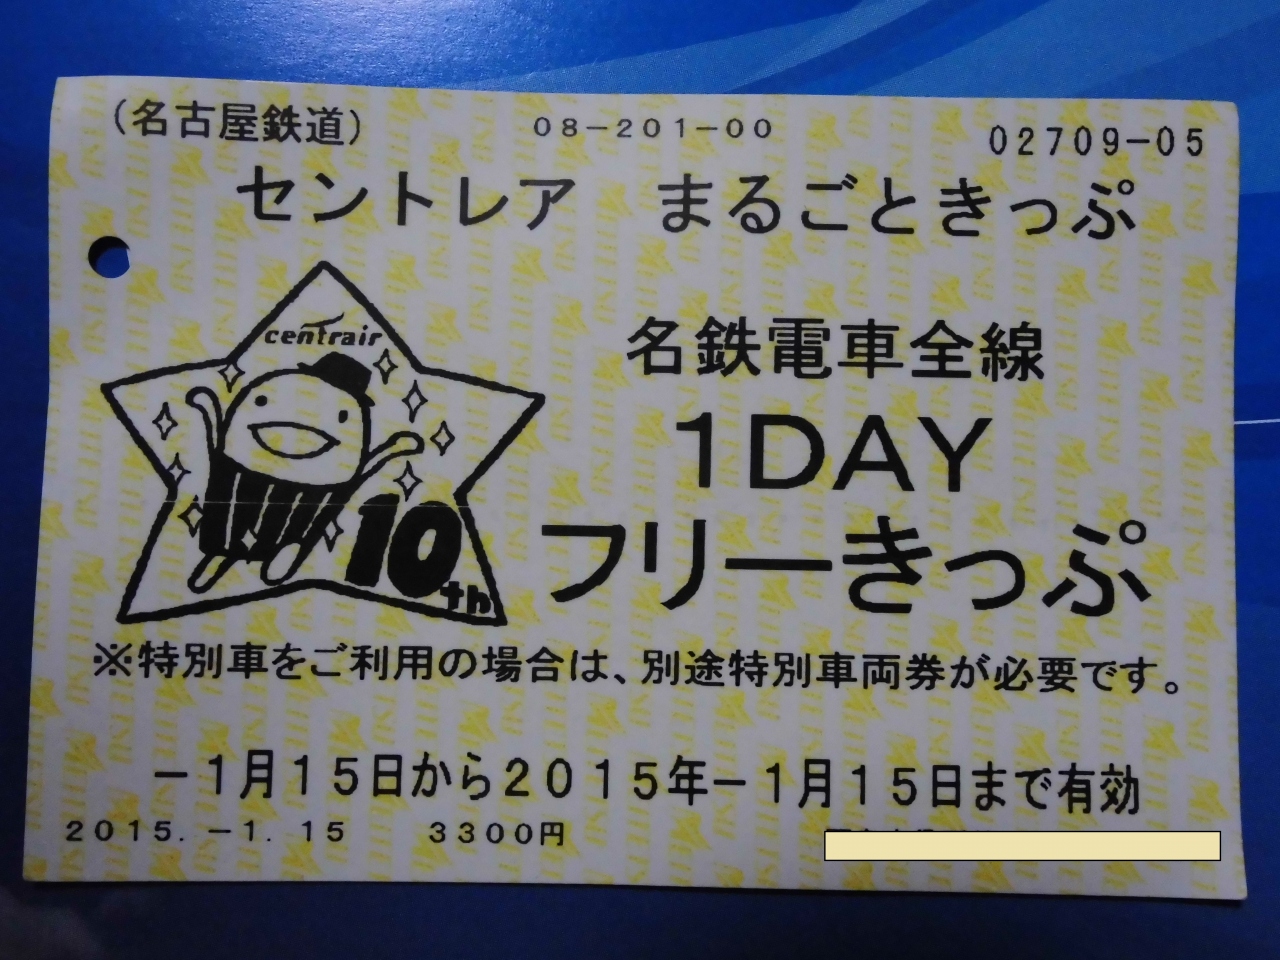 (名古屋鉄道)
08-201-00
02709-05
セントレア まるごときっぷ
centrair
10th
名鉄電車全線
1DAY
フリーきっぷ
※特別車をご利用の場合は、別途特別車両券が必要です。
-1月15日から2015年-1月15日まで有効
2015.-1.15 3300円